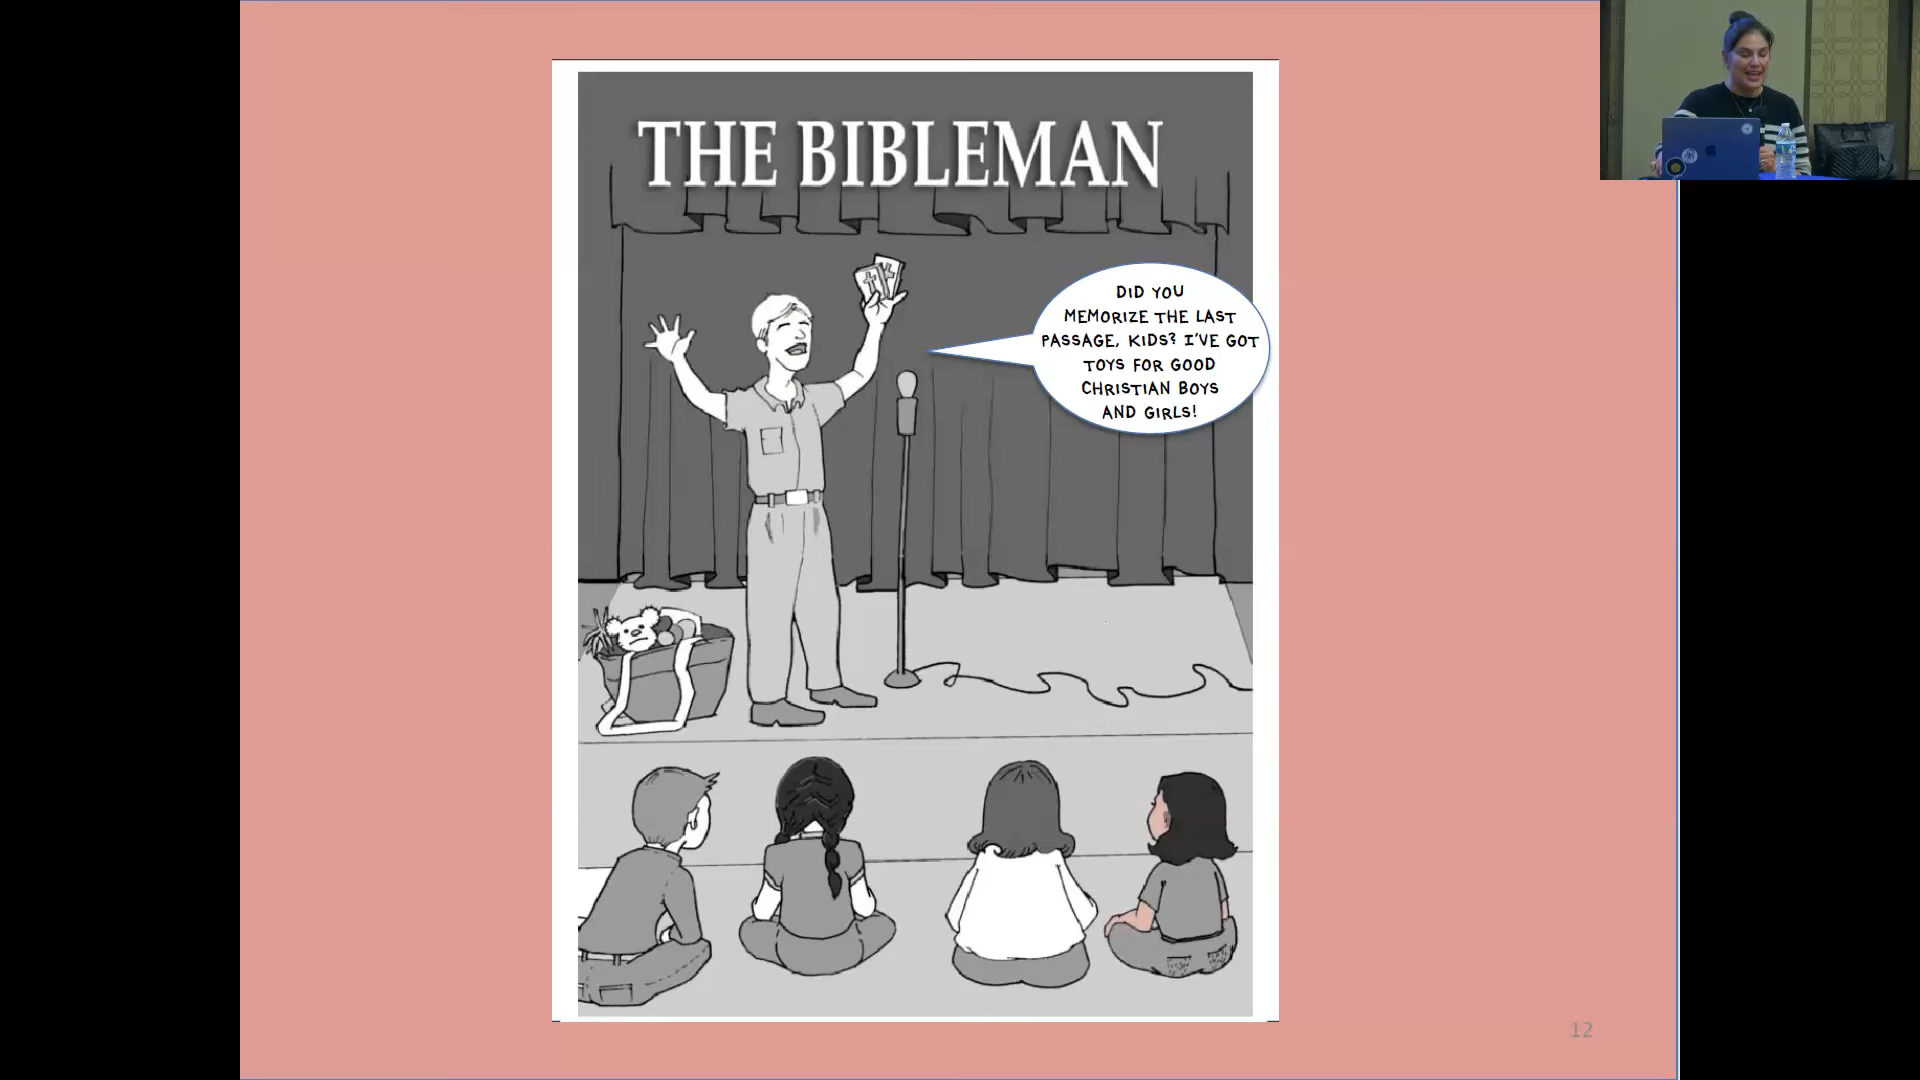 THE BIBLEMAN
DID YOU
MEMORIZE THE LAST
PASSAGE, KIDS? I'VE GOT
TOYS FOR GOOD
CHRISTIAN BOYS
AND GIRLS!
12